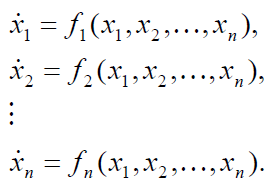 ẋ₁ = f₁(x₁,x₂,…,xₙ),
ẋ₂ = f₂(x₁,x₂,…,xₙ),
⋮
ẋₙ = fₙ(x₁,x₂,…,xₙ).